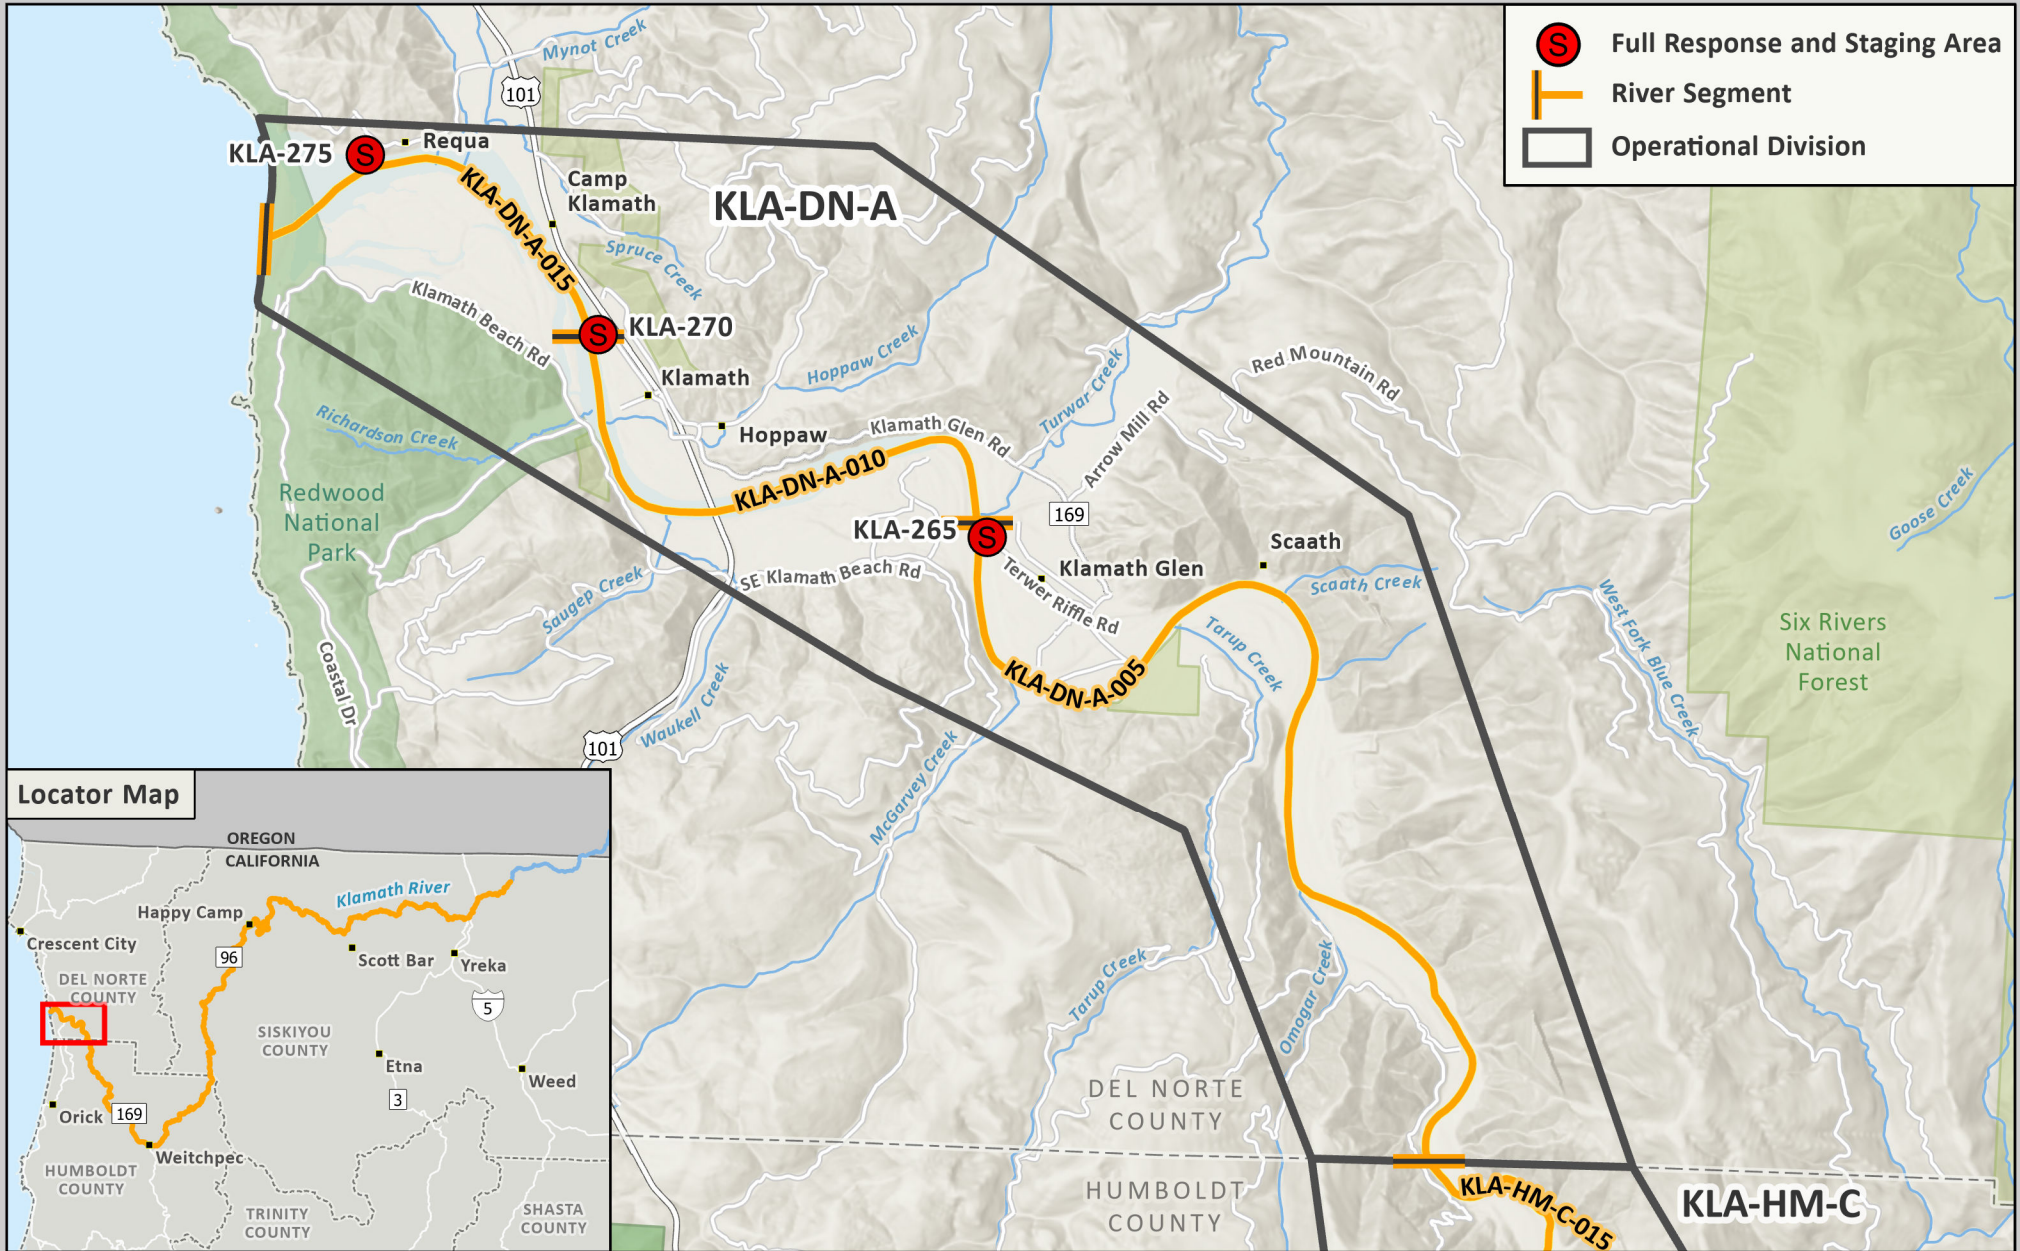 Full Response and Staging Area
River Segment
Operational Division
S
S
Mynot Creek
101
KLA-275
S
Requa
Camp
Klamath
KLA-DN-A
KLA-DN-A-015
Spruce Creek
Klamath Beach Rd
S
KLA-270
Klamath
Hoppaw Creek
Turwar Creek
Red Mountain Rd
Arrow Mill Rd
Richardson Creek
Hoppaw
Klamath Glen Rd
KLA-DN-A-010
Redwood
National
Park
KLA-265
S
169
Goose Creek
Scaath
Klamath Glen
Scaath Creek
SE Klamath Beach Rd
Terwer Riffle Rd
Saugep Creek
Tarup Creek
West Fork Blue Creek
Six Rivers
National
Forest
Coastal Dr
KLA-DN-A-005
Waukell Creek
101
McGarvey Creek
Tarup Creek
Omogar Creek
DEL NORTE
COUNTY
HUMBOLDT
COUNTY
KLA-HM-C-015
KLA-HM-C
Locator Map
OREGON
CALIFORNIA
Klamath River
Happy Camp
Crescent City
96
Scott Bar
Yreka
DEL NORTE
COUNTY
5
SISKIYOU
COUNTY
Etna
Weed
3
Orick
169
Weitchpec
HUMBOLDT
COUNTY
TRINITY
COUNTY
SHASTA
COUNTY